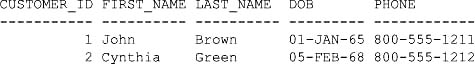 CUSTOMER_ID FIRST_NAME LAST_NAME DOB PHONE
----------- ---------- ---------- --------- ------------
1 John Brown 01-JAN-65 800-555-1211
2 Cynthia Green 05-FEB-68 800-555-1212